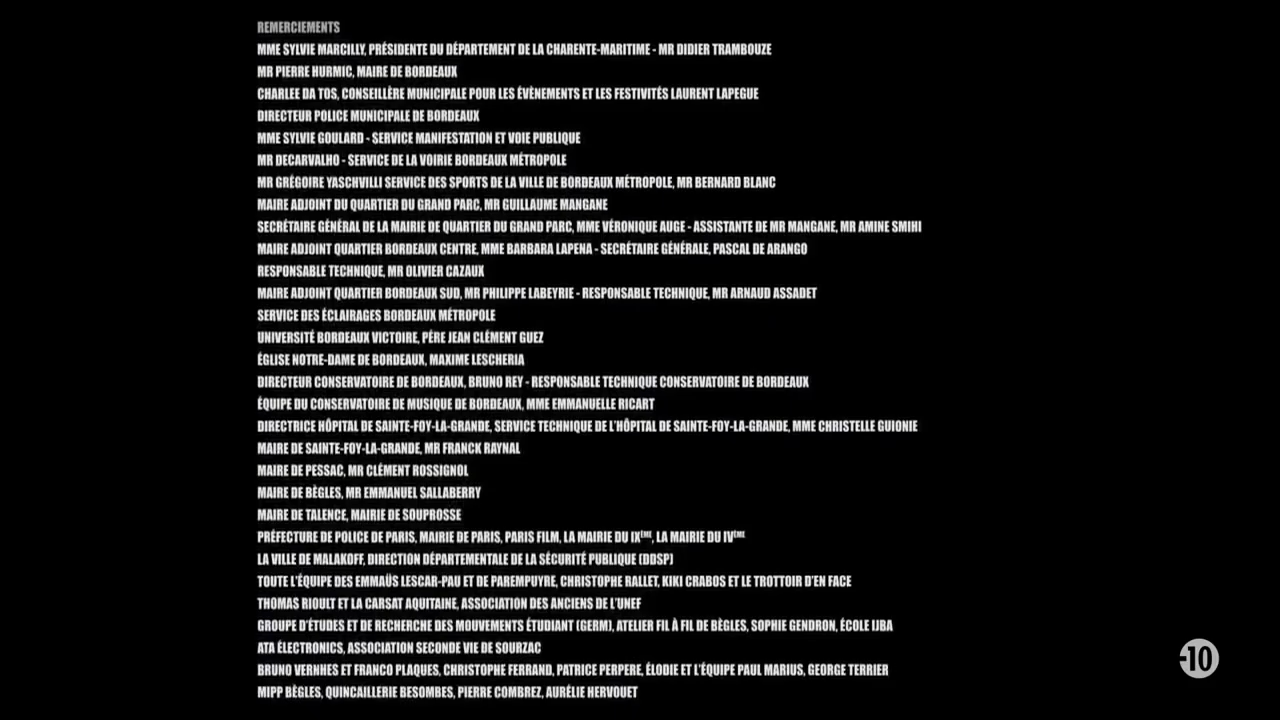 REMERCIEMENTS
MME SYLVIE MARCILLY, PRÉSIDENTE DU DÉPARTEMENT DE LA CHARENTE-MARITIME - MR DIDIER TRAMBOUZE
MR PIERRE HURMIC, MAIRE DE BORDEAUX
CHARLEE DA TOS, CONSEILLÈRE MUNICIPALE POUR LES ÉVÈNEMENTS ET LES FESTIVITÉS LAURENT LAPEGUE
DIRECTEUR POLICE MUNICIPALE DE BORDEAUX
MME SYLVIE GOULARD - SERVICE MANIFESTATION ET VOIE PUBLIQUE
MR DECARVALHO - SERVICE DE LA VOIRIE BORDEAUX MÉTROPOLE
MR GRÉGOIRE YASCHVILLI SERVICE DES SPORTS DE LA VILLE DE BORDEAUX MÉTROPOLE, MR BERNARD BLANC
MAIRE ADJOINT DU QUARTIER DU GRAND PARC, MR GUILLAUME MANGANE
SECRÉTAIRE GÉNÉRAL DE LA MAIRIE DE QUARTIER DU GRAND PARC, MME VÉRONIQUE AUGE - ASSISTANTE DE MR MANGANE, MR AMINE SMIHI
MAIRE ADJOINT QUARTIER BORDEAUX CENTRE, MME BARBARA LAPENA - SECRÉTAIRE GÉNÉRALE, PASCAL DE ARANGO
RESPONSABLE TECHNIQUE, MR OLIVIER CAZAUX
MAIRE ADJOINT QUARTIER BORDEAUX SUD, MR PHILIPPE LABEYRIE - RESPONSABLE TECHNIQUE, MR ARNAUD ASSADET
SERVICE DES ÉCLAIRAGES BORDEAUX MÉTROPOLE
UNIVERSITÉ BORDEAUX VICTOIRE, PÈRE JEAN CLÉMENT GUEZ
ÉGLISE NOTRE-DAME DE BORDEAUX, MAXIME LESCHERIA
DIRECTEUR CONSERVATOIRE DE BORDEAUX, BRUNO REY - RESPONSABLE TECHNIQUE CONSERVATOIRE DE BORDEAUX
ÉQUIPE DU CONSERVATOIRE DE MUSIQUE DE BORDEAUX, MME EMMANUELLE RICART
DIRECTRICE HÔPITAL DE SAINTE-FOY-LA-GRANDE, SERVICE TECHNIQUE DE L'HÔPITAL DE SAINTE-FOY-LA-GRANDE, MME CHRISTELLE GUIONIE
MAIRE DE SAINTE-FOY-LA-GRANDE, MR FRANCK RAYNAL
MAIRE DE PESSAC, MR CLÉMENT ROSSIGNOL
MAIRE DE BÈGLES, MR EMMANUEL SALLABERRY
MAIRE DE TALENCE, MAIRIE DE SOUPROSSE
PRÉFECTURE DE POLICE DE PARIS, MAIRIE DE PARIS, PARIS FILM, LA MAIRIE DU IXÈME, LA MAIRIE DU IVÈME
LA VILLE DE MALAKOFF, DIRECTION DÉPARTEMENTALE DE LA SÉCURITÉ PUBLIQUE (DDSP)
TOUTE L'ÉQUIPE DES EMMAÜS LESCAR-PAU ET DE PAREMPUYRE, CHRISTOPHE RALLET, KIKI CRABOS ET LE TROTTOIR D'EN FACE
THOMAS RIOULT ET LA CARSAT AQUITAINE, ASSOCIATION DES ANCIENS DE L'UNEF
GROUPE D'ÉTUDES ET DE RECHERCHE DES MOUVEMENTS ÉTUDIANT (GERM), ATELIER FIL À FIL DE BÈGLES, SOPHIE GENDRON, ÉCOLE IJBA
ATA ÉLECTRONICS, ASSOCIATION SECONDE VIE DE SOURZAC
BRUNO VERNHES ET FRANCO PLAQUES, CHRISTOPHE FERRAND, PATRICE PERPERE, ÉLODIE ET L'ÉQUIPE PAUL MARIUS, GEORGE TERRIER
MIPP BÈGLES, QUINCAILLERIE BESOMBES, PIERRE COMBREZ, AURÉLIE HERVOUET
-10